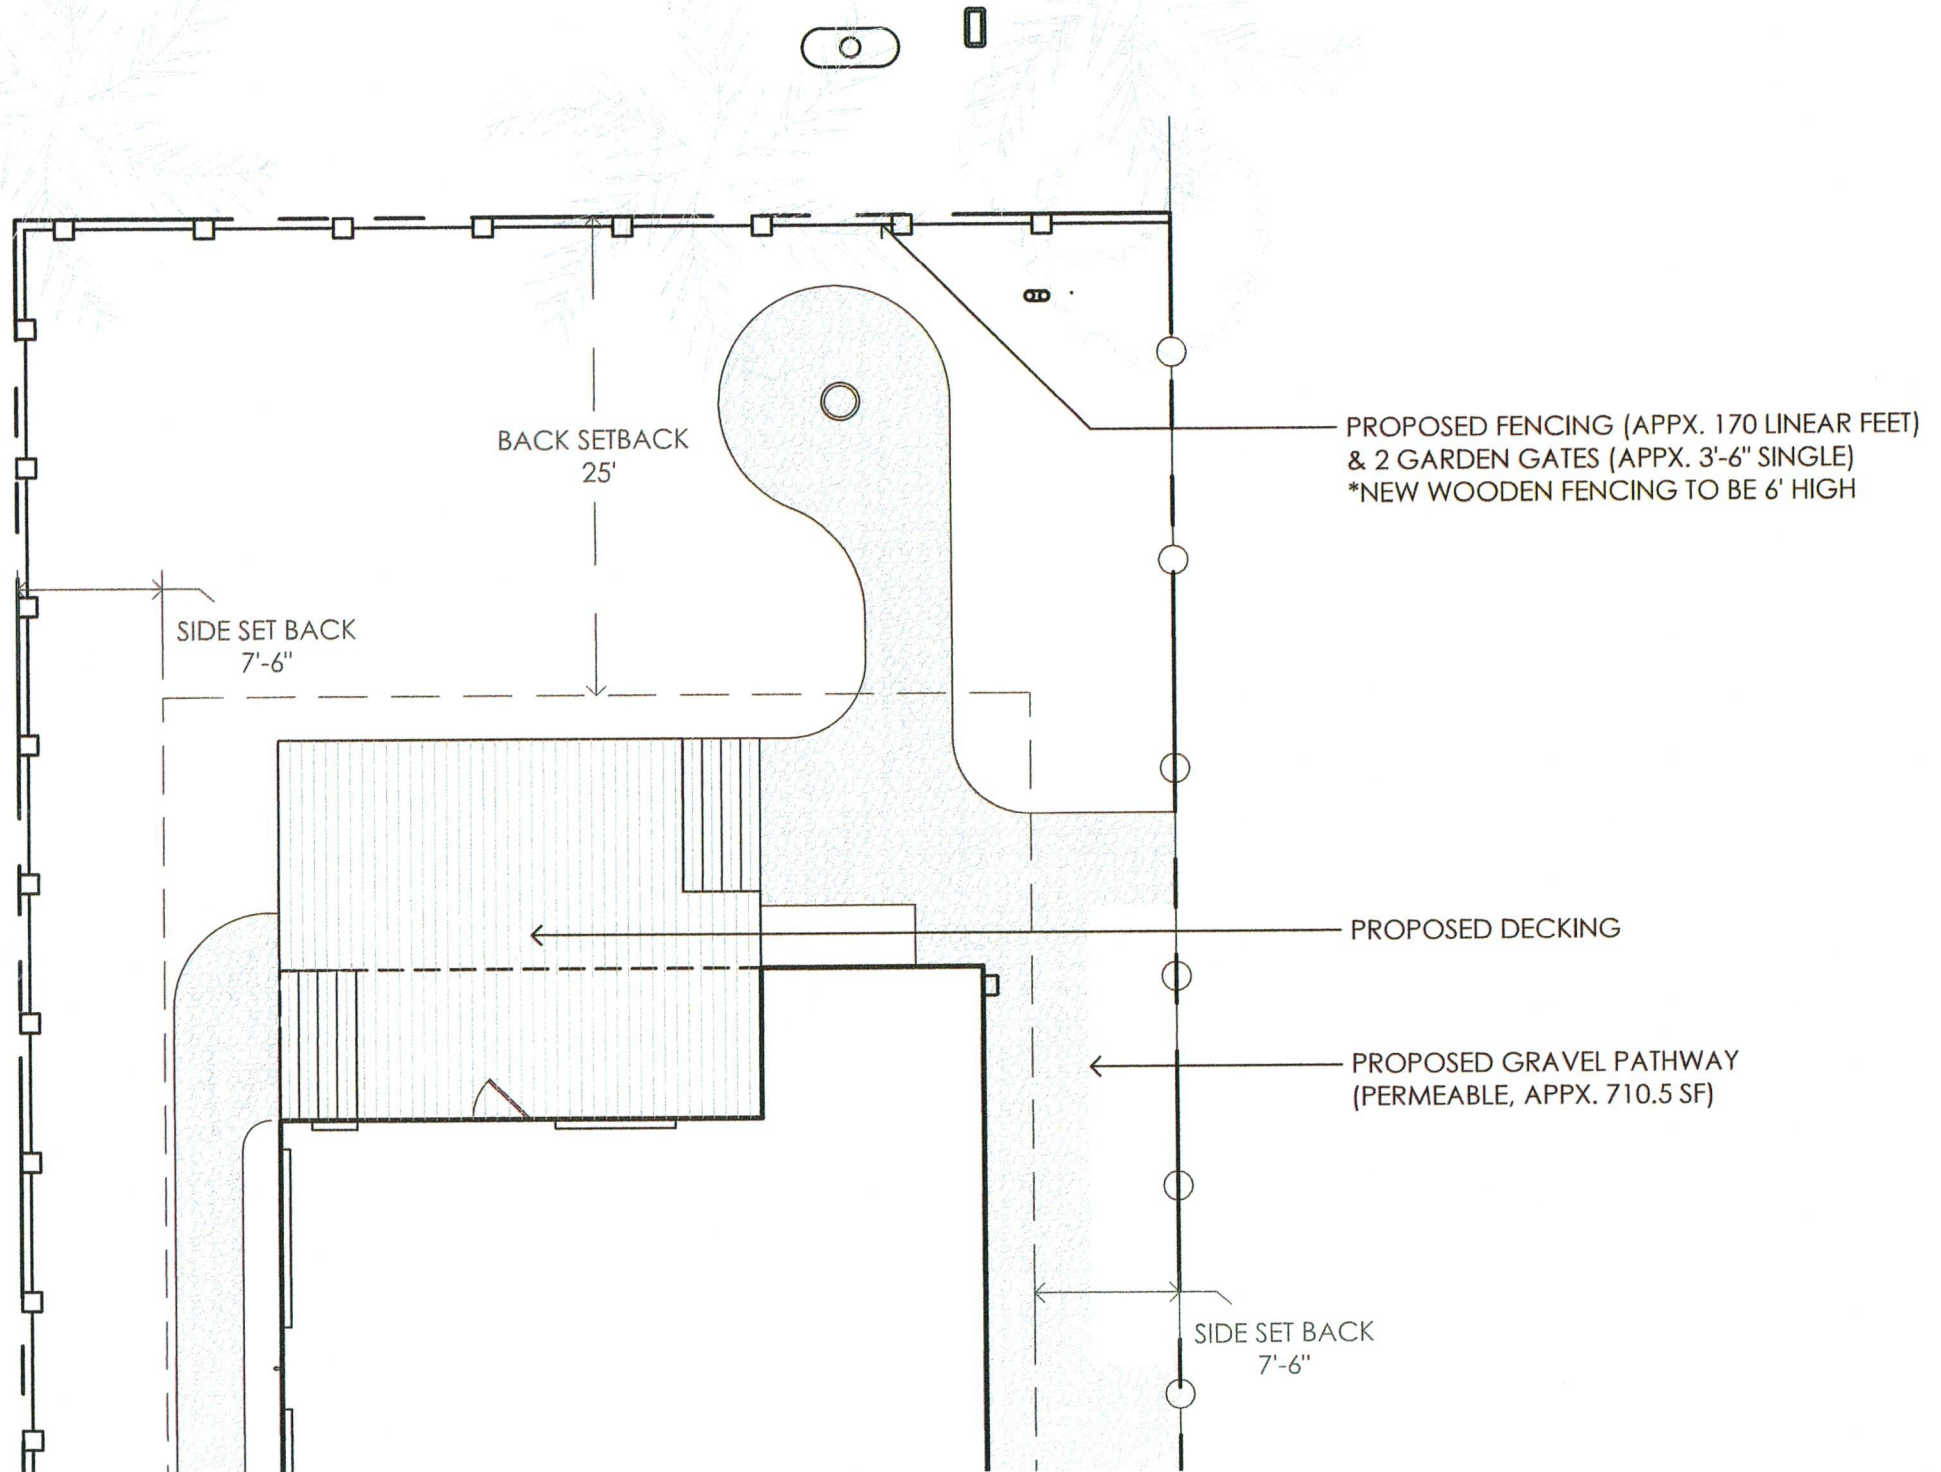 PROPOSED FENCING (APPX. 170 LINEAR FEET)
& 2 GARDEN GATES (APPX. 3'-6" SINGLE)
*NEW WOODEN FENCING TO BE 6' HIGH
BACK SETBACK
25'
SIDE SET BACK
7'-6"
PROPOSED DECKING
PROPOSED GRAVEL PATHWAY
(PERMEABLE, APPX. 710.5 SF)
SIDE SET BACK
7'-6"